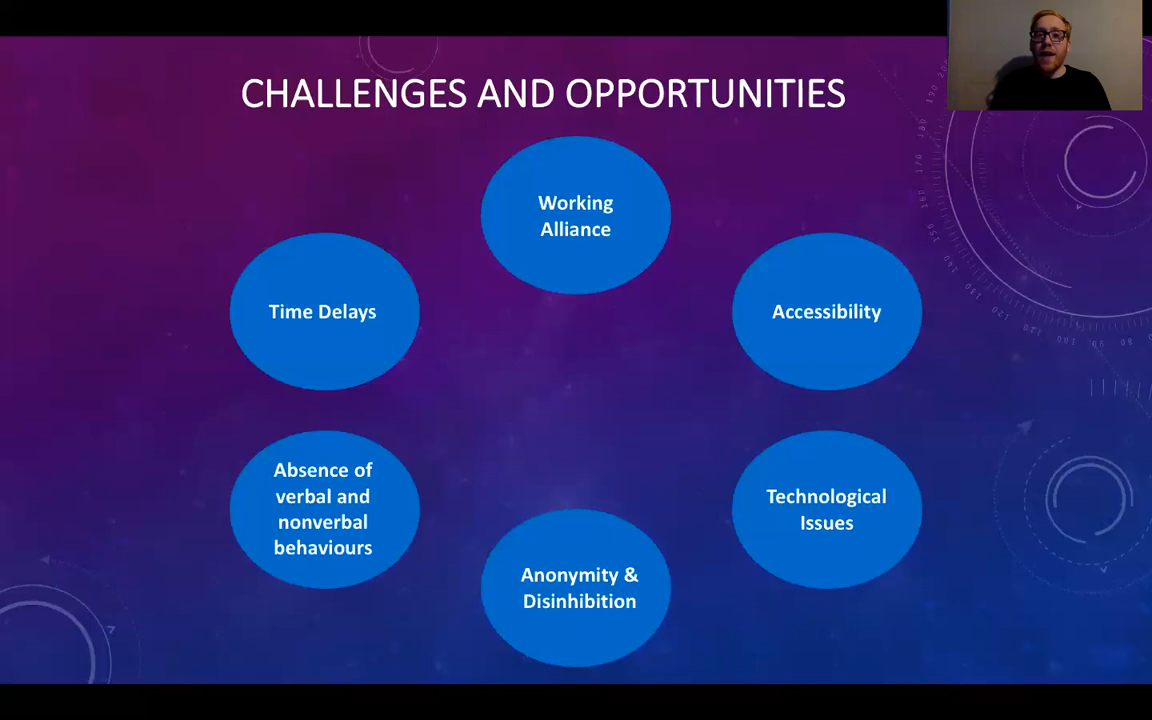 CHALLENGES AND OPPORTUNITIES
Working
Alliance
Time Delays
Accessibility
Absence of
verbal and
nonverbal
behaviours
Technological
Issues
Anonymity &
Disinhibition